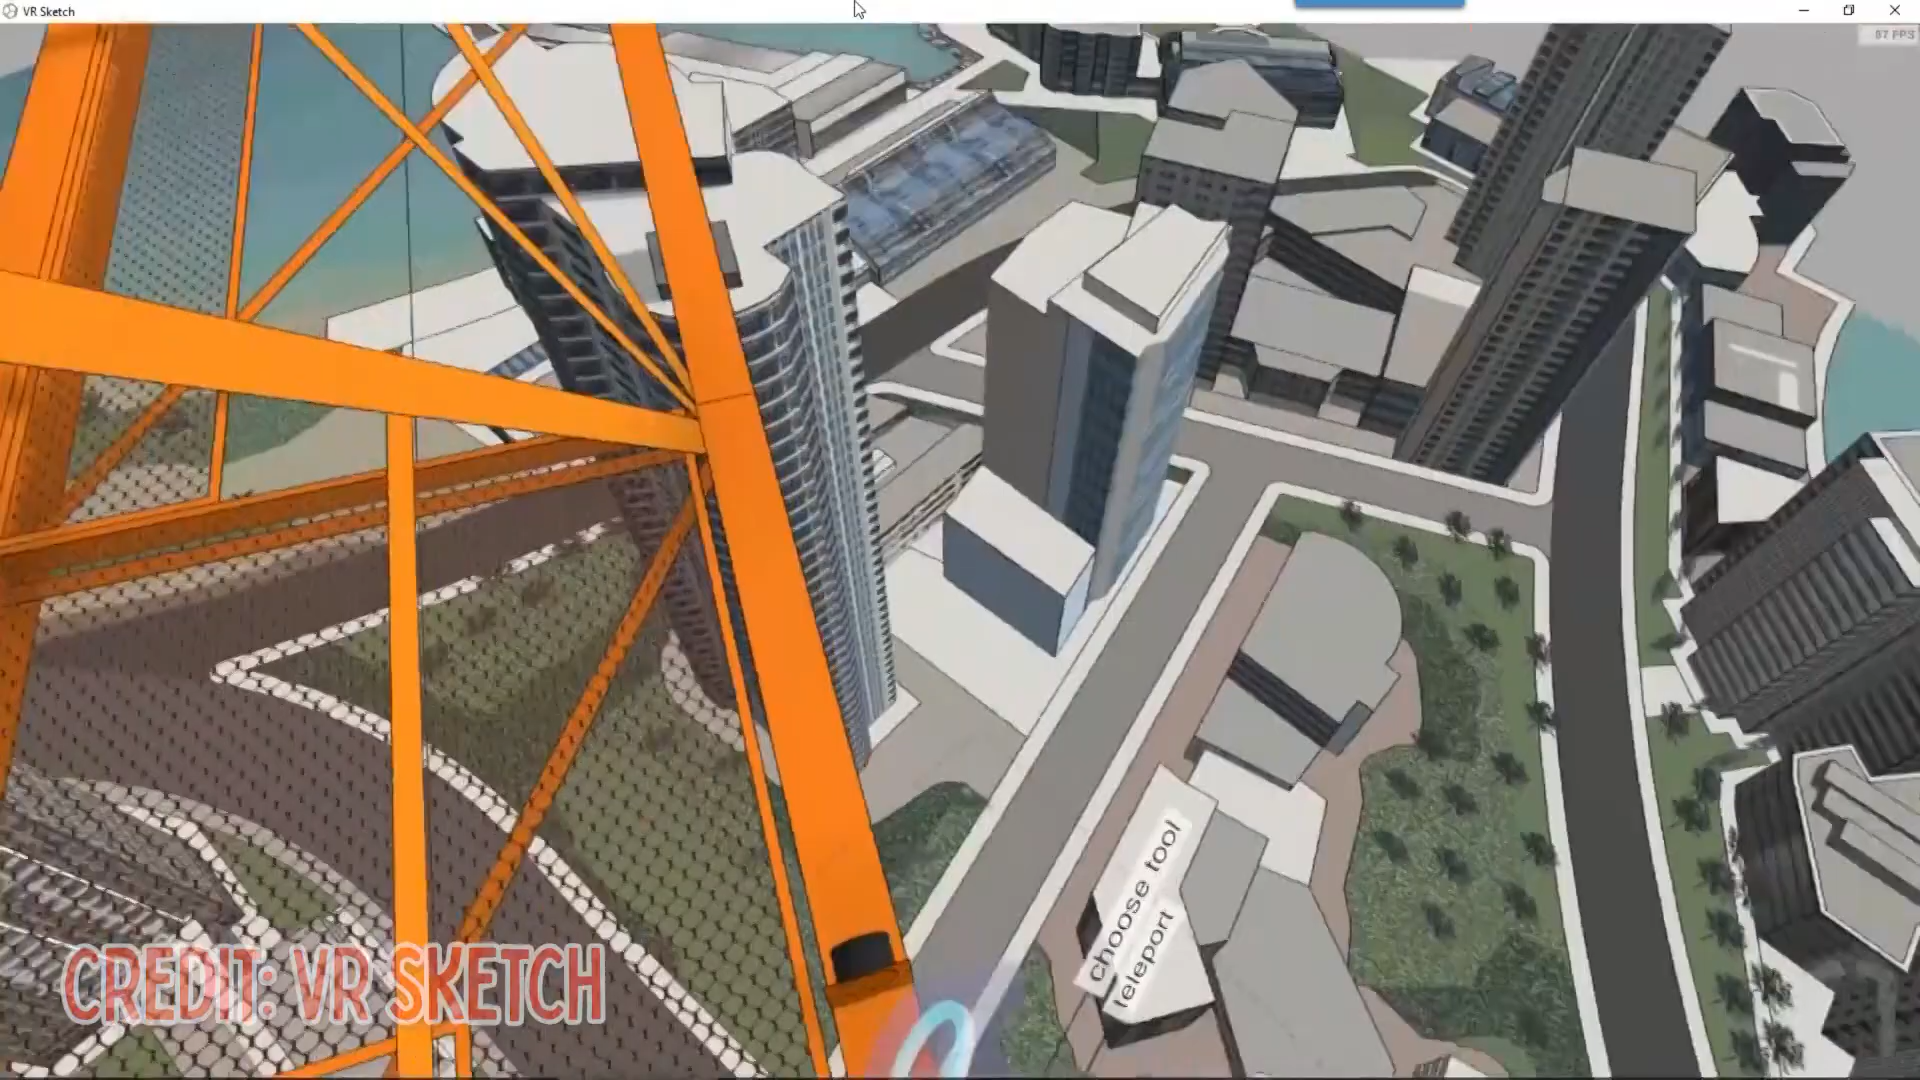 VR Sketch
87 FPS
Choose tool
teleport
CREDIT: VR SKETCH